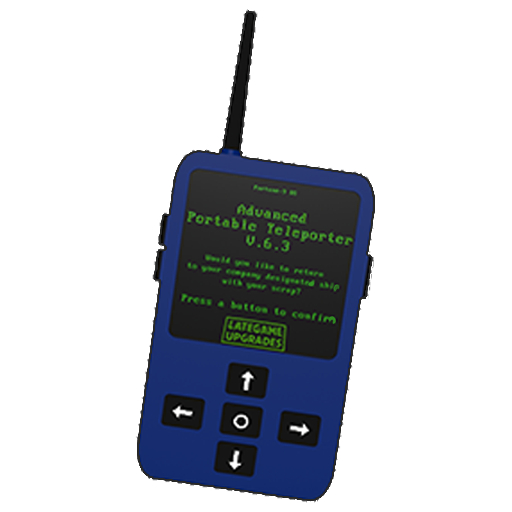 Advanced
Portable Teleporter
V.6.3
Would you like to return
to your company designated ship
with your scrap?
Press a button to confirm
LATEGAME
UPGRADES